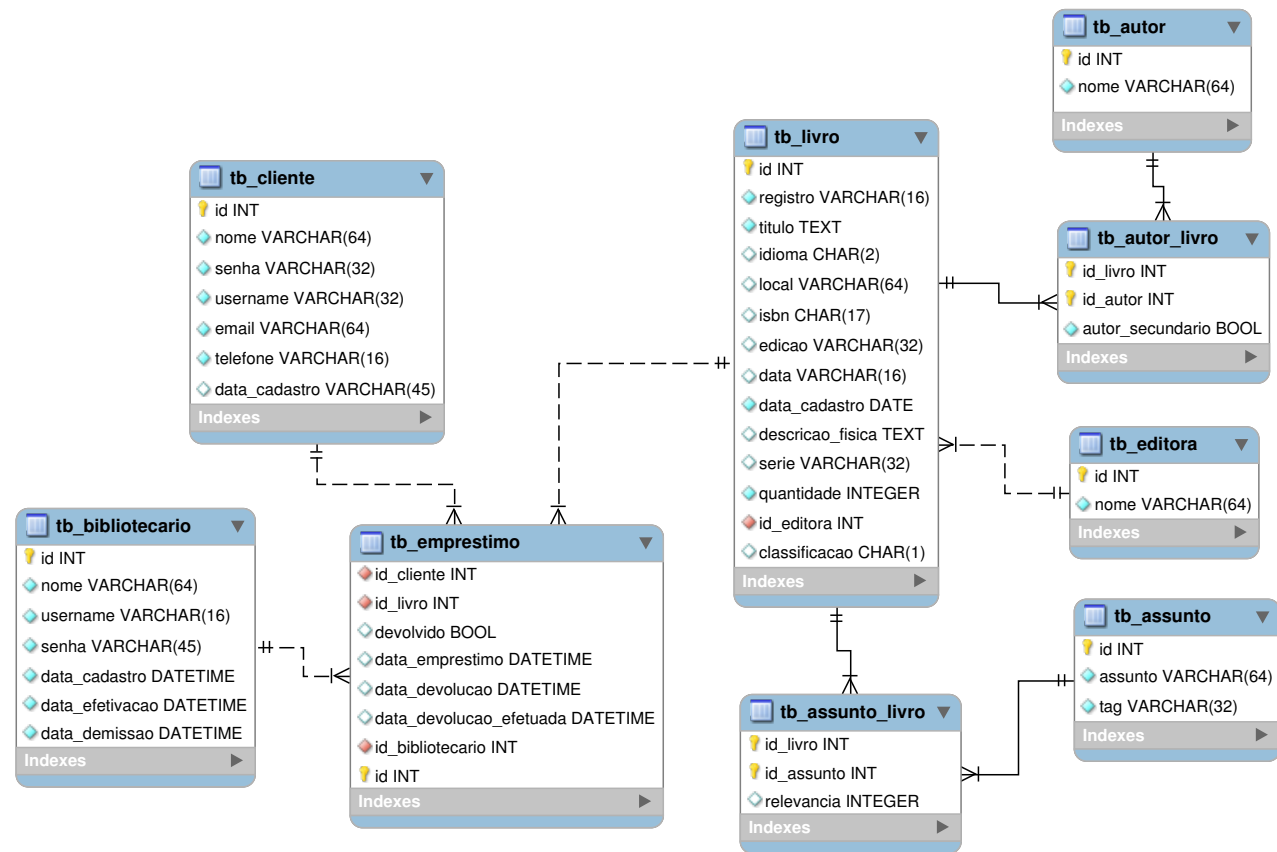 tb_autor
id INT
nome VARCHAR(64)
Indexes
tb_livro
id INT
registro VARCHAR(16)
titulo TEXT
idioma CHAR(2)
local VARCHAR(64)
isbn CHAR(17)
edicao VARCHAR(32)
data VARCHAR(16)
data_cadastro DATE
descricao_fisica TEXT
serie VARCHAR(32)
quantidade INTEGER
id_editora INT
classificacao CHAR(1)
Indexes
tb_cliente
id INT
nome VARCHAR(64)
senha VARCHAR(32)
username VARCHAR(32)
email VARCHAR(64)
telefone VARCHAR(16)
data_cadastro VARCHAR(45)
Indexes
tb_autor_livro
id_livro INT
id_autor INT
autor_secundario BOOL
Indexes
tb_editora
id INT
nome VARCHAR(64)
Indexes
tb_bibliotecario
id INT
nome VARCHAR(64)
username VARCHAR(16)
senha VARCHAR(45)
data_cadastro DATETIME
data_efetivacao DATETIME
data_demissao DATETIME
Indexes
tb_emprestimo
id_cliente INT
id_livro INT
devolvido BOOL
data_emprestimo DATETIME
data_devolucao DATETIME
data_devolucao_efetuada DATETIME
id_bibliotecario INT
id INT
Indexes
tb_assunto
id INT
assunto VARCHAR(64)
tag VARCHAR(32)
Indexes
tb_assunto_livro
id_livro INT
id_assunto INT
relevancia INTEGER
Indexes